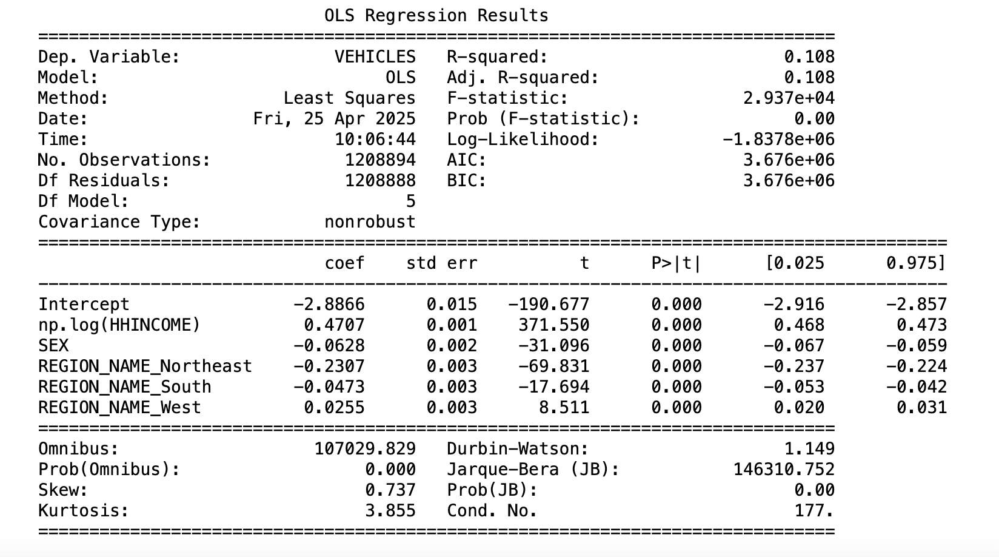 OLS Regression Results
==============================================================================
Dep. Variable:               VEHICLES   R-squared:                       0.108
Model:                            OLS   Adj. R-squared:                  0.108
Method:                 Least Squares   F-statistic:                 2.937e+04
Date:                Fri, 25 Apr 2025   Prob (F-statistic):               0.00
Time:                        10:06:44   Log-Likelihood:            -1.8378e+06
No. Observations:             1208894   AIC:                         3.676e+06
Df Residuals:                 1208888   BIC:                         3.676e+06
Df Model:                           5
Covariance Type:            nonrobust
=========================================================================================
                            coef    std err          t      P>|t|      [0.025      0.975]
-----------------------------------------------------------------------------------------
Intercept                -2.8866      0.015   -190.677      0.000      -2.916      -2.857
np.log(HHINCOME)          0.4707      0.001    371.550      0.000       0.468       0.473
SEX                      -0.0628      0.002    -31.096      0.000      -0.067      -0.059
REGION_NAME_Northeast    -0.2307      0.003    -69.831      0.000      -0.237      -0.224
REGION_NAME_South        -0.0473      0.003    -17.694      0.000      -0.053      -0.042
REGION_NAME_West          0.0255      0.003      8.511      0.000       0.020       0.031
==============================================================================
Omnibus:                   107029.829   Durbin-Watson:                   1.149
Prob(Omnibus):                  0.000   Jarque-Bera (JB):           146310.752
Skew:                           0.737   Prob(JB):                         0.00
Kurtosis:                       3.855   Cond. No.                         177.
==============================================================================